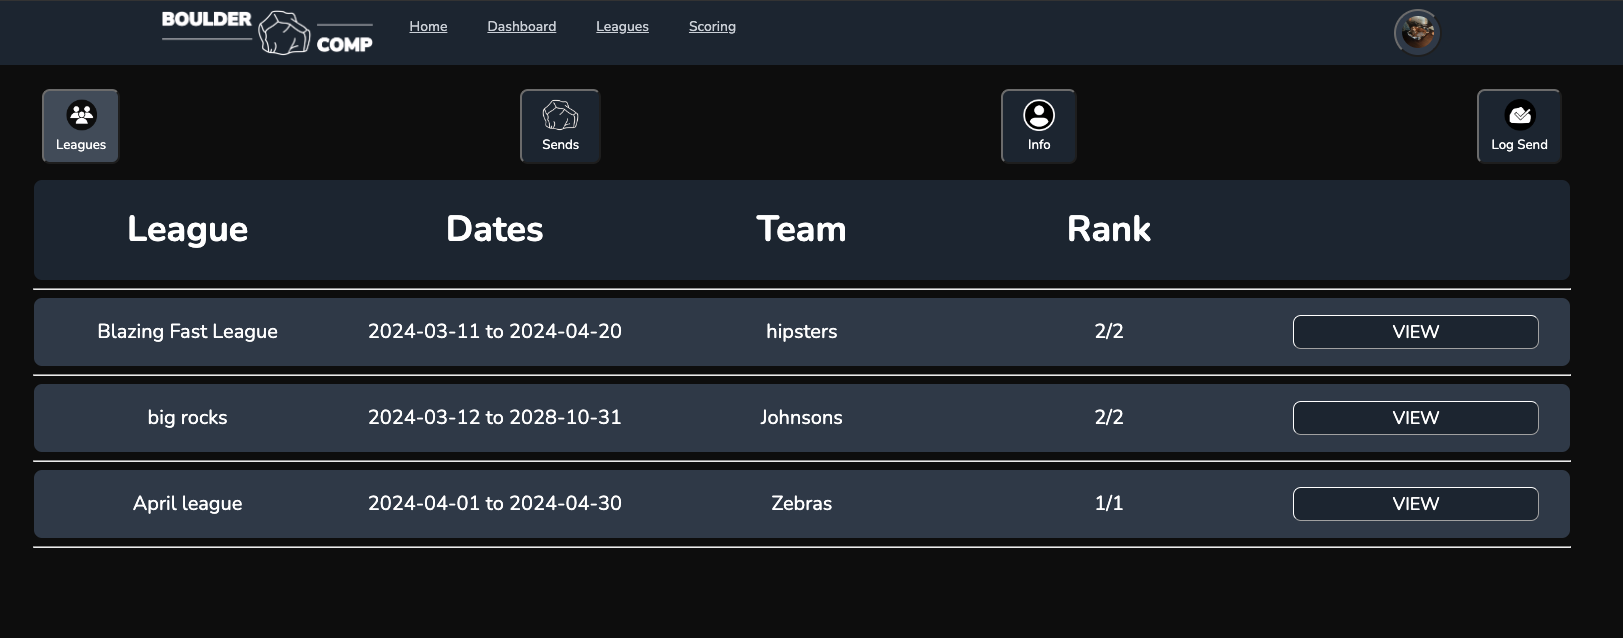 BOULDER
COMP
Home Dashboard Leagues Scoring
Leagues Sends Info Log Send
League Dates Team Rank
Blazing Fast League 2024-03-11 to 2024-04-20 hipsters 2/2 VIEW
big rocks 2024-03-12 to 2028-10-31 Johnsons 2/2 VIEW
April league 2024-04-01 to 2024-04-30 Zebras 1/1 VIEW